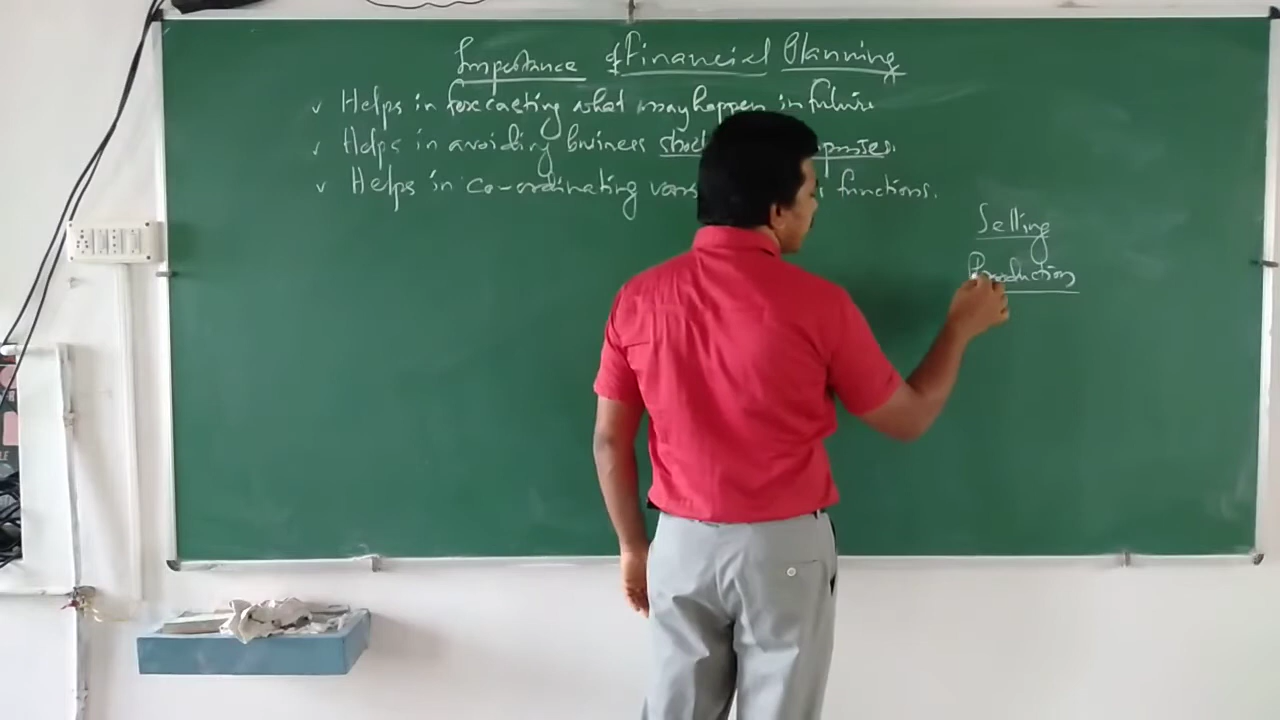 Importance of Financial Planning
✓ Helps in forecasting what may happen in future
✓ Helps in avoiding business
✓ Helps in co-ordinating functions.
Selling
Production